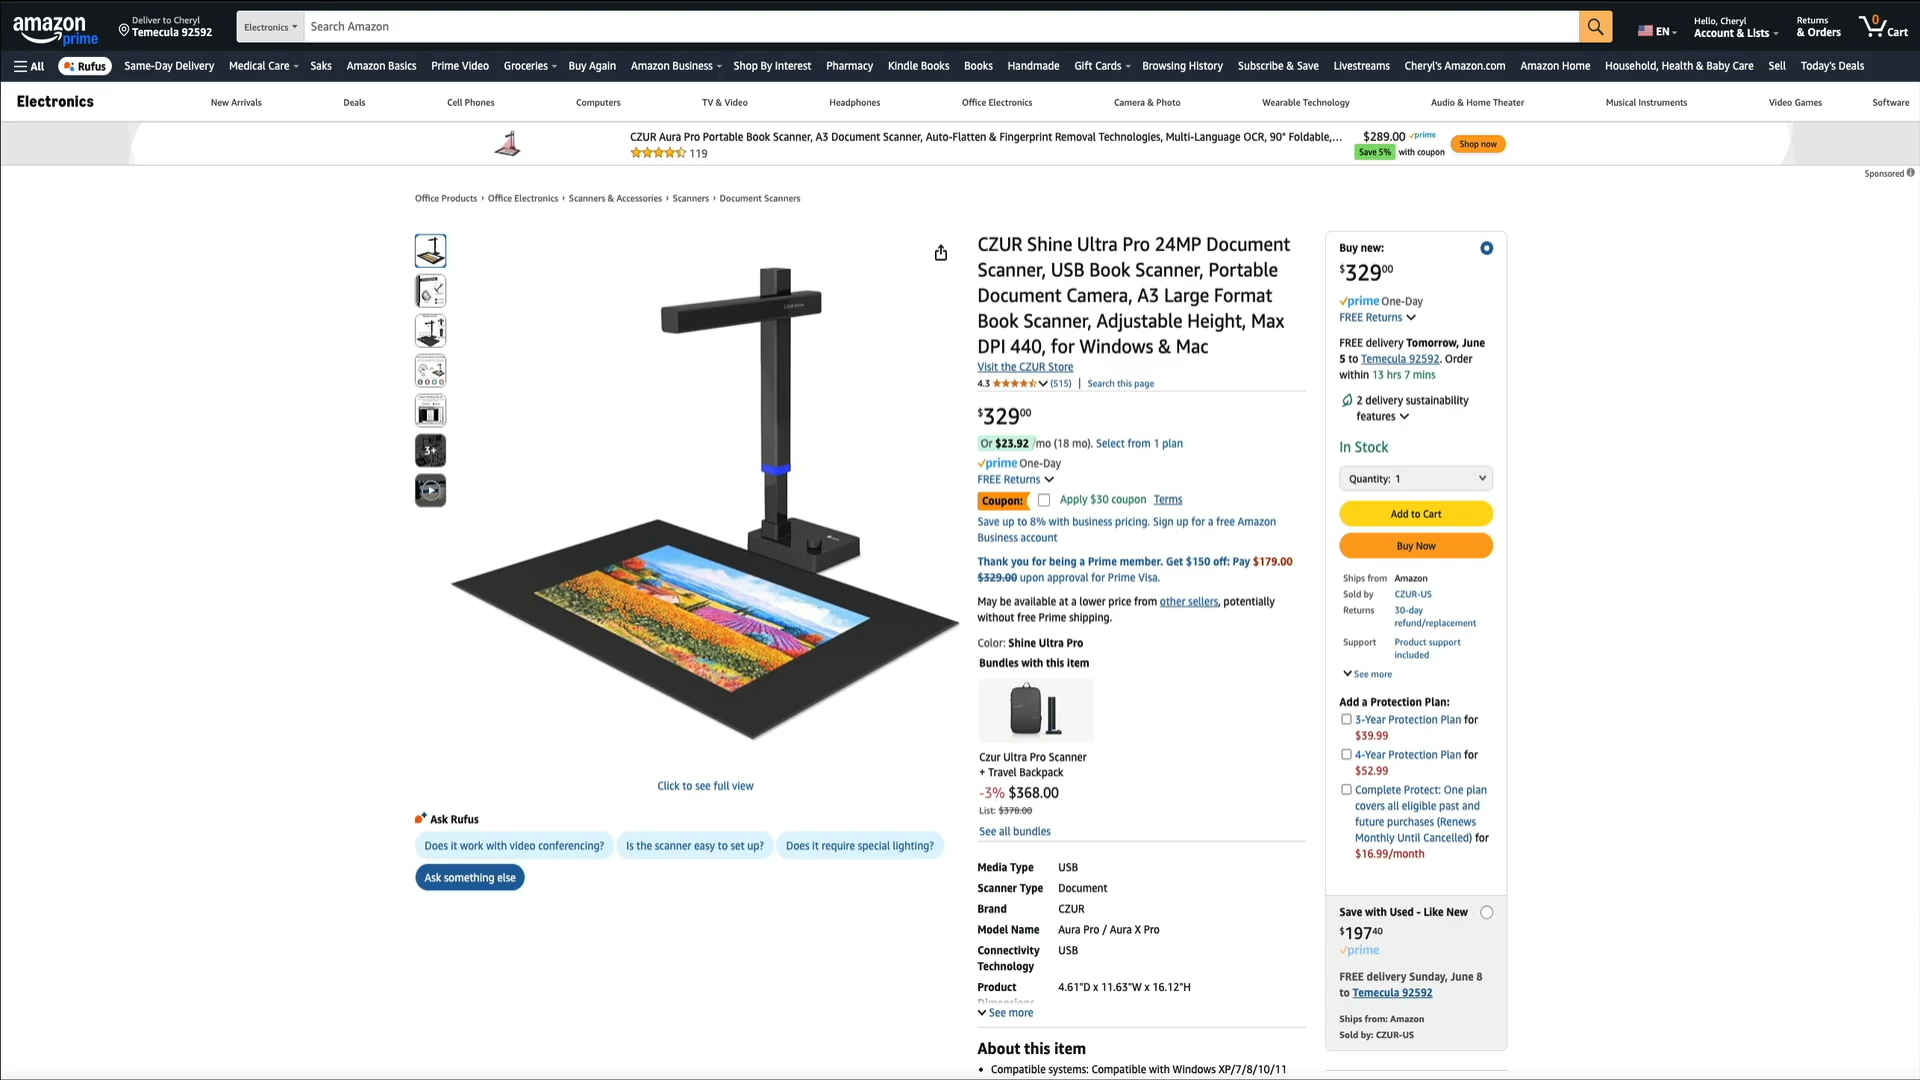 amazon
prime
Deliver to Cheryl
Temecula 92592
Electronics
Search Amazon
EN
Hello, Cheryl
Account & Lists
Returns
& Orders
0
Cart
All
Rufus
Same-Day Delivery
Medical Care
Saks
Amazon Basics
Prime Video
Groceries
Buy Again
Amazon Business
Shop By Interest
Pharmacy
Kindle Books
Books
Handmade
Gift Cards
Browsing History
Subscribe & Save
Livestreams
Cheryl's Amazon.com
Amazon Home
Household, Health & Baby Care
Sell
Today's Deals
Electronics
New Arrivals
Deals
Cell Phones
Computers
TV & Video
Headphones
Office Electronics
Camera & Photo
Wearable Technology
Audio & Home Theater
Musical Instruments
Video Games
Software
CZUR Aura Pro Portable Book Scanner, A3 Document Scanner, Auto-Flatten & Fingerprint Removal Technologies, Multi-Language OCR, 90° Foldable,...
119
$289.00 prime
Save 5% with coupon
Shop now
Sponsored
Office Products › Office Electronics › Scanners & Accessories › Scanners › Document Scanners
3+
Click to see full view
Ask Rufus
Does it work with video conferencing?
Is the scanner easy to set up?
Does it require special lighting?
Ask something else
CZUR Shine Ultra Pro 24MP Document
Scanner, USB Book Scanner, Portable
Document Camera, A3 Large Format
Book Scanner, Adjustable Height, Max
DPI 440, for Windows & Mac
Visit the CZUR Store
4.3 (515) | Search this page
$32900
Or $23.92 /mo (18 mo). Select from 1 plan
prime One-Day
FREE Returns
Coupon: Apply $30 coupon Terms
Save up to 8% with business pricing. Sign up for a free Amazon
Business account
Thank you for being a Prime member. Get $150 off: Pay $179.00
$329.00 upon approval for Prime Visa.
May be available at a lower price from other sellers, potentially
without free Prime shipping.
Color: Shine Ultra Pro
Bundles with this item
Czur Ultra Pro Scanner
+ Travel Backpack
-3% $368.00
List: $378.00
See all bundles
Media Type USB
Scanner Type Document
Brand CZUR
Model Name Aura Pro / Aura X Pro
Connectivity USB
Technology
Product 4.61"D x 11.63"W x 16.12"H
Dimensions
See more
About this item
• Compatible systems: Compatible with Windows XP/7/8/10/11
Buy new:
$32900
prime One-Day
FREE Returns
FREE delivery Tomorrow, June
5 to Temecula 92592. Order
within 13 hrs 7 mins
2 delivery sustainability
features
In Stock
Quantity: 1
Add to Cart
Buy Now
Ships from Amazon
Sold by CZUR-US
Returns 30-day
refund/replacement
Support Product support
included
See more
Add a Protection Plan:
3-Year Protection Plan for
$39.99
4-Year Protection Plan for
$52.99
Complete Protect: One plan
covers all eligible past and
future purchases (Renews
Monthly Until Cancelled) for
$16.99/month
Save with Used - Like New
$19740
prime
FREE delivery Sunday, June 8
to Temecula 92592
Ships from: Amazon
Sold by: CZUR-US